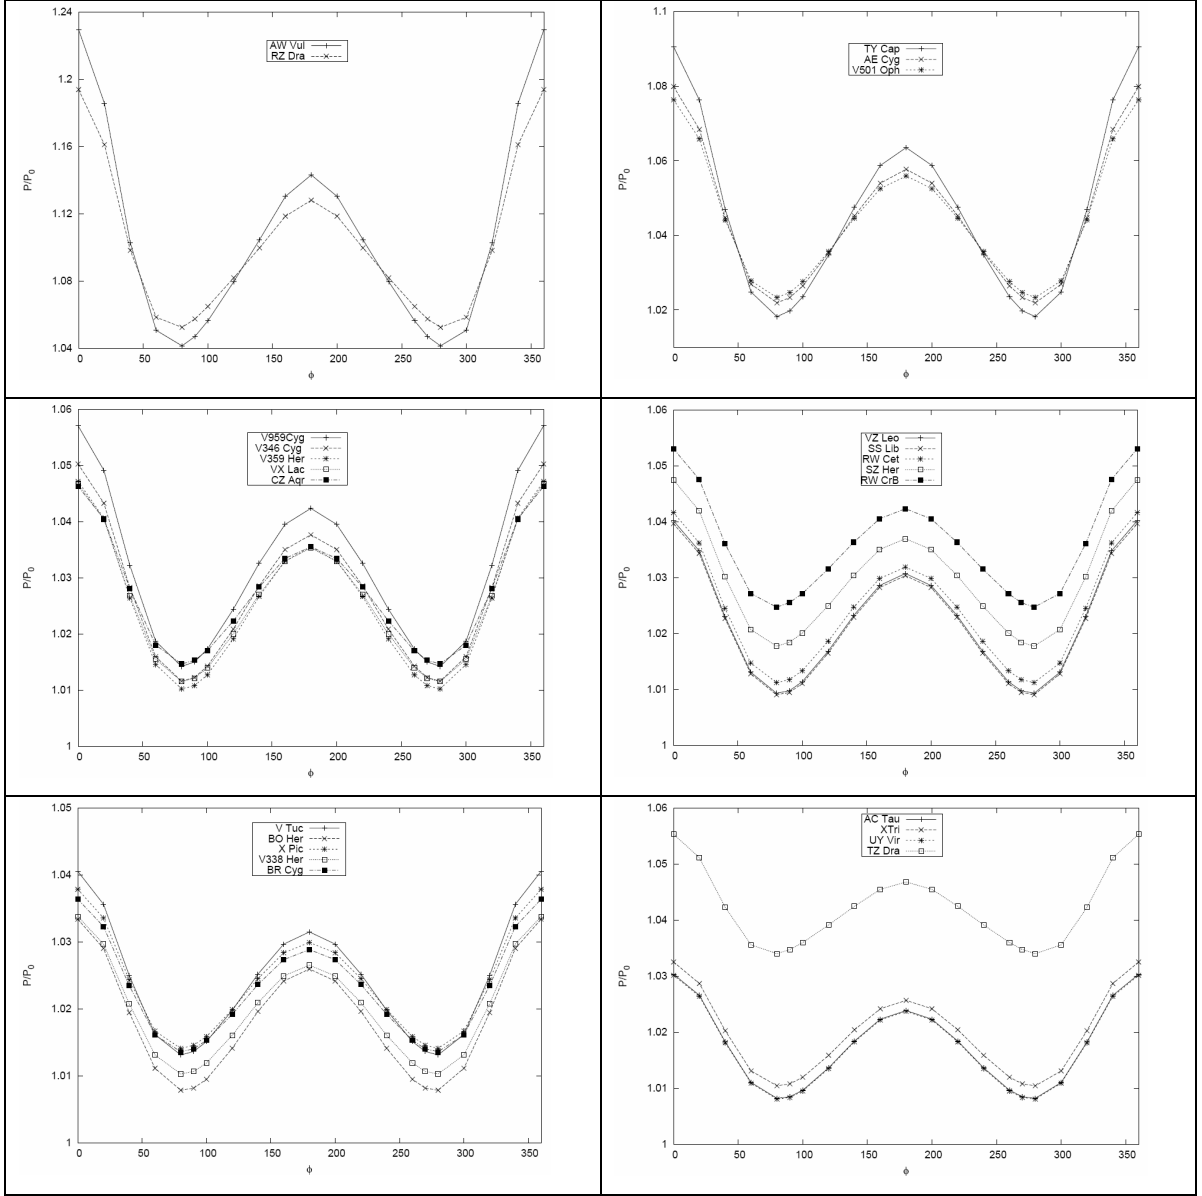 1.24
1.2
1.16
1.12
1.08
1.04
P/P0
AW Vul
RZ Dra
0 50 100 150 200 250 300 350
ϕ
1.1
1.08
1.06
1.04
1.02
P/P0
TY Cap
AE Cyg
V501 Oph
0 50 100 150 200 250 300 350
ϕ
1.06
1.05
1.04
1.03
1.02
1.01
1
P/P0
V959Cyg
V346 Cyg
V359 Her
VX Lac
CZ Aqr
0 50 100 150 200 250 300 350
ϕ
1.06
1.05
1.04
1.03
1.02
1.01
1
P/P0
VZ Leo
SS Lib
RW Cet
SZ Her
RW CrB
0 50 100 150 200 250 300 350
ϕ
1.05
1.04
1.03
1.02
1.01
1
P/P0
V Tuc
BO Her
X Pic
V338 Her
BR Cyg
0 50 100 150 200 250 300 350
ϕ
1.06
1.05
1.04
1.03
1.02
1.01
1
P/P0
AC Tau
XTri
UY Vir
TZ Dra
0 50 100 150 200 250 300 350
ϕ